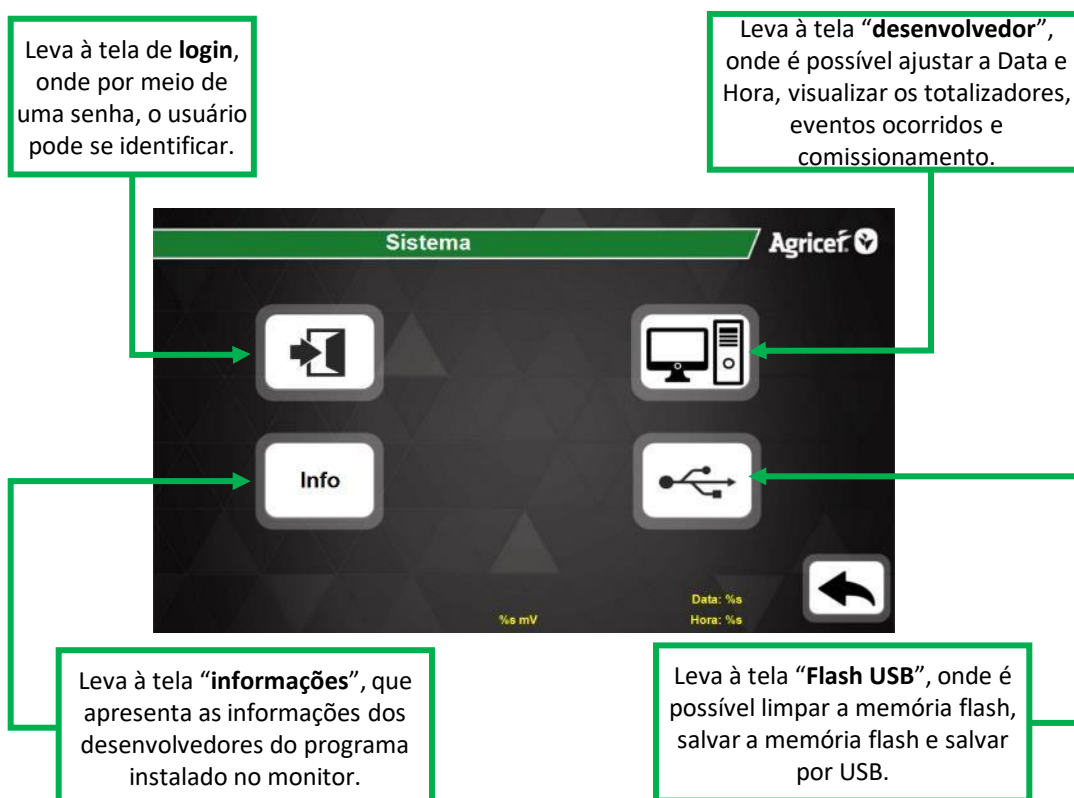 Leva à tela de login,
onde por meio de
uma senha, o usuário
pode se identificar.
Leva à tela “desenvolvedor”,
onde é possível ajustar a Data e
Hora, visualizar os totalizadores,
eventos ocorridos e
comissionamento.
Sistema
Agricef
Info
%s mV
Data: %s
Hora: %s
Leva à tela “informações”, que
apresenta as informações dos
desenvolvedores do programa
instalado no monitor.
Leva à tela “Flash USB”, onde é
possível limpar a memória flash,
salvar a memória flash e salvar
por USB.